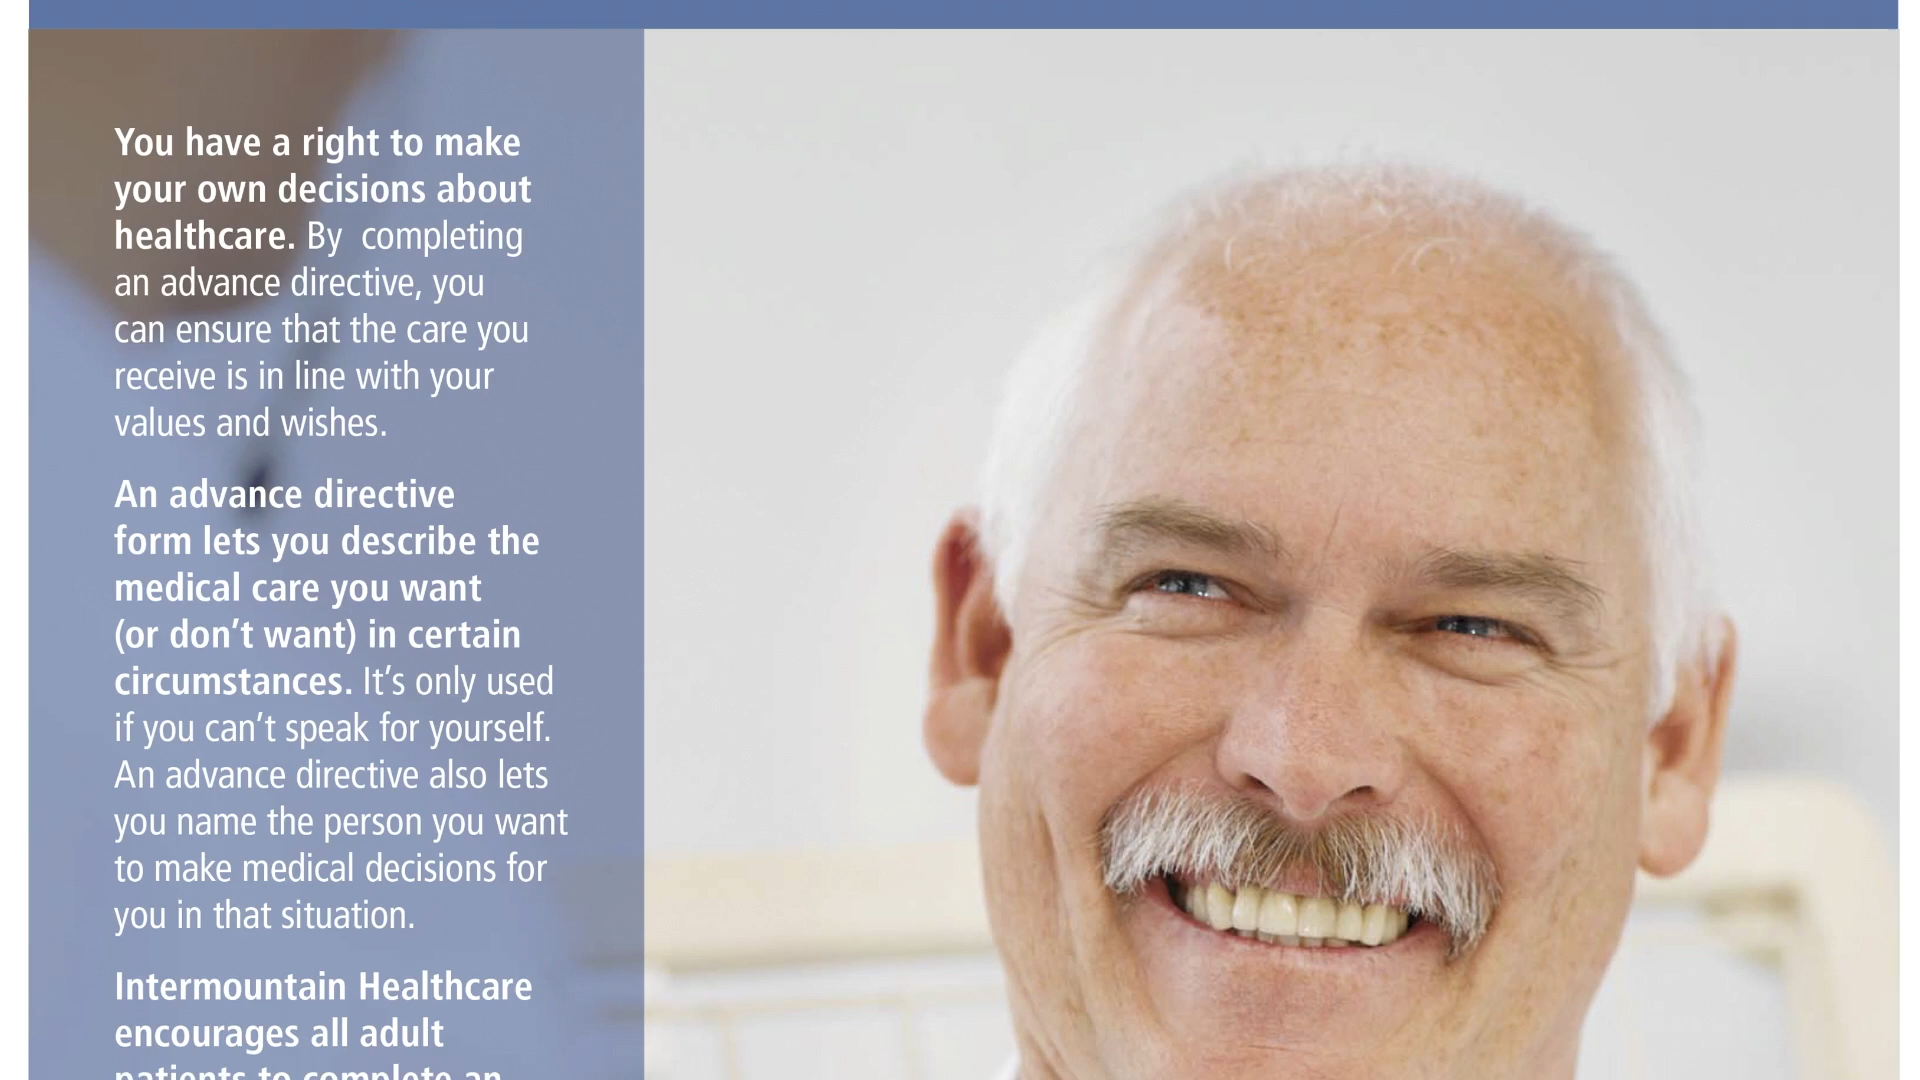 You have a right to make
your own decisions about
healthcare. By completing
an advance directive, you
can ensure that the care you
receive is in line with your
values and wishes.
An advance directive
form lets you describe the
medical care you want
(or don’t want) in certain
circumstances. It’s only used
if you can’t speak for yourself.
An advance directive also lets
you name the person you want
to make medical decisions for
you in that situation.
Intermountain Healthcare
encourages all adult
patients to complete an